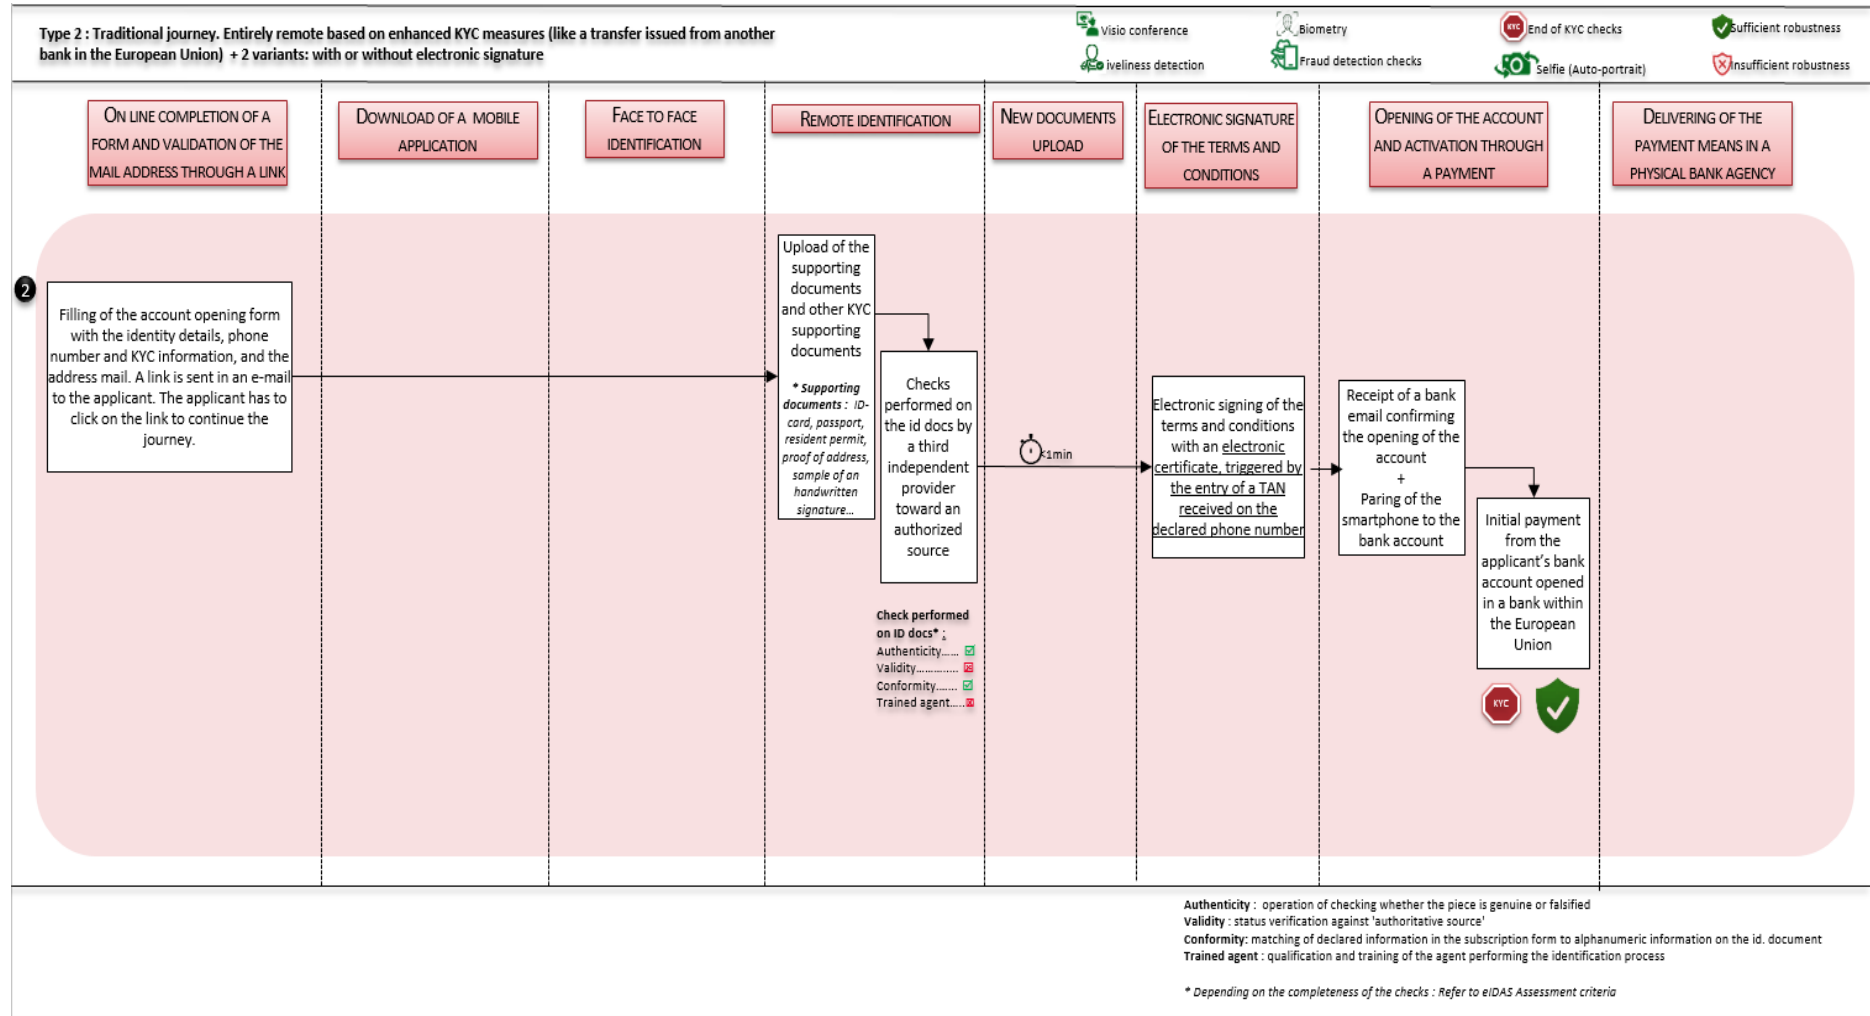 Type 2 : Traditional journey. Entirely remote based on enhanced KYC measures (like a transfer issued from another
bank in the European Union)  + 2 variants: with or without electronic signature
Visio conference
iveliness detection
Biometry
Fraud detection checks
KYC
End of KYC checks
Selfie (Auto-portrait)
Sufficient robustness
Insufficient robustness
ON LINE COMPLETION OF A
FORM AND VALIDATION OF THE
MAIL ADDRESS THROUGH A LINK
DOWNLOAD OF A MOBILE
APPLICATION
FACE TO FACE
IDENTIFICATION
REMOTE IDENTIFICATION
NEW DOCUMENTS
UPLOAD
ELECTRONIC SIGNATURE
OF THE TERMS AND
CONDITIONS
OPENING OF THE ACCOUNT
AND ACTIVATION THROUGH
A PAYMENT
DELIVERING OF THE
PAYMENT MEANS IN A
PHYSICAL BANK AGENCY
2
Filling of the account opening form
with the identity details, phone
number and KYC information, and the
address mail. A link is sent in an e-mail
to the applicant. The applicant has to
click on the link to continue the
journey.
Upload of the
supporting
documents
and other KYC
supporting
documents
* Supporting
documents : ID-
card, passport,
resident permit,
proof of address,
sample of an
handwritten
signature...
Checks
performed on
the id docs by
a third
independent
provider
toward an
authorized
source
Check performed
on ID docs* :
Authenticity......
Validity..............
Conformity.......
Trained agent.....
<1min
Electronic signing of the
terms and conditions
with an electronic
certificate, triggered by
the entry of a TAN
received on the
declared phone number
Receipt of a bank
email confirming
the opening of the
account
+
Paring of the
smartphone to the
bank account
Initial payment
from the
applicant's bank
account opened
in a bank within
the European
Union
KYC
Authenticity :  operation of checking whether the piece is genuine or falsified
Validity : status verification against 'authoritative source'
Conformity: matching of declared information in the subscription form to alphanumeric information on the id. document
Trained agent : qualification and training of the agent performing the identification process
* Depending on the completeness of the checks : Refer to eIDAS Assessment criteria